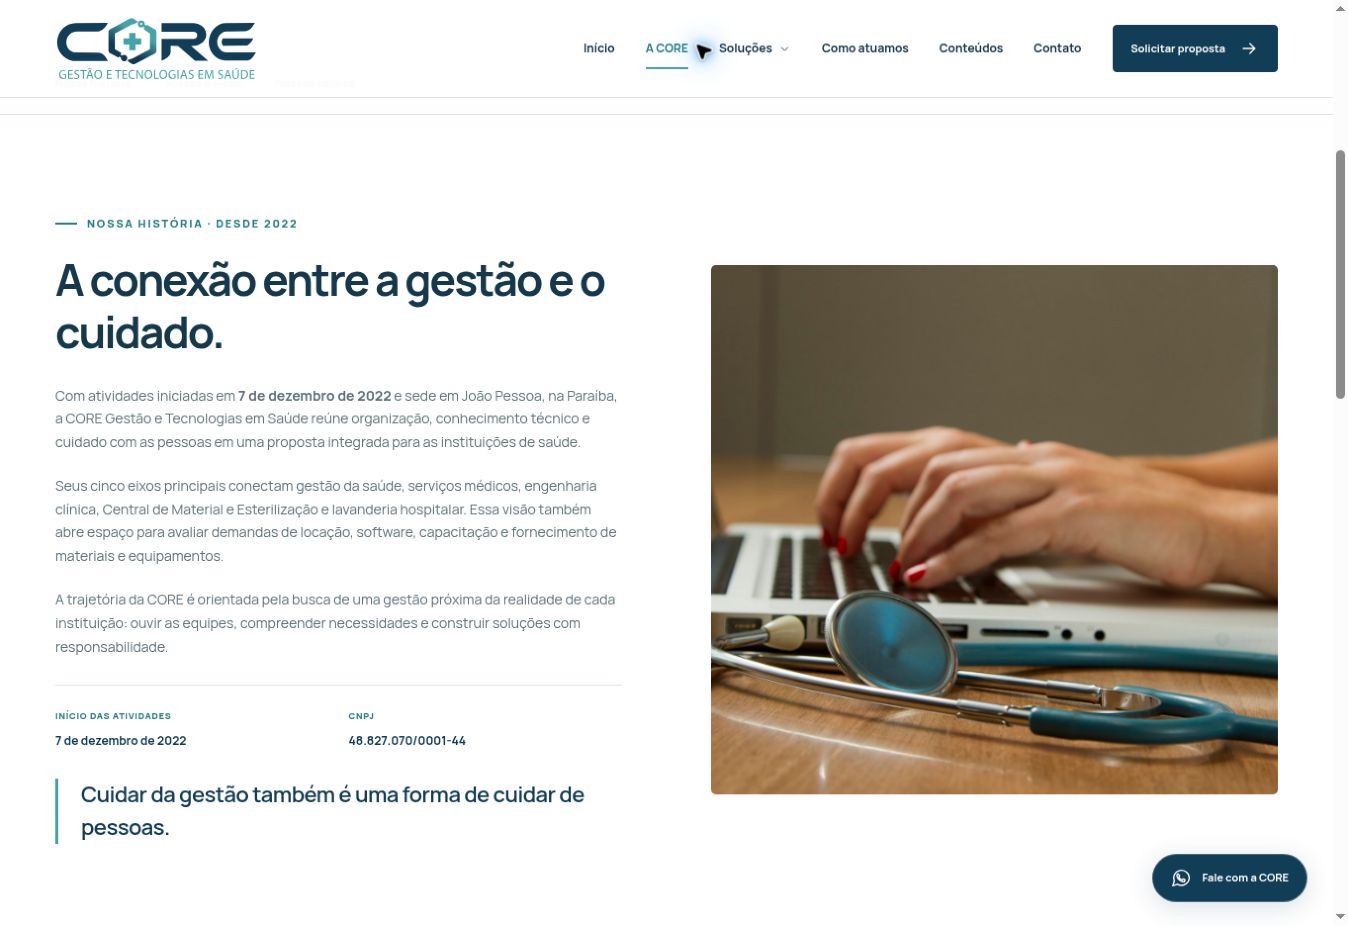 CORE
GESTÃO E TECNOLOGIAS EM SAÚDE
Início
A CORE
Soluções
Como atuamos
Conteúdos
Contato
Solicitar proposta
NOSSA HISTÓRIA · DESDE 2022
A conexão entre a gestão e o
cuidado.
Com atividades iniciadas em 7 de dezembro de 2022 e sede em João Pessoa, na Paraíba,
a CORE Gestão e Tecnologias em Saúde reúne organização, conhecimento técnico e
cuidado com as pessoas em uma proposta integrada para as instituições de saúde.
Seus cinco eixos principais conectam gestão da saúde, serviços médicos, engenharia
clínica, Central de Material e Esterilização e lavanderia hospitalar. Essa visão também
abre espaço para avaliar demandas de locação, software, capacitação e fornecimento de
materiais e equipamentos.
A trajetória da CORE é orientada pela busca de uma gestão próxima da realidade de cada
instituição: ouvir as equipes, compreender necessidades e construir soluções com
responsabilidade.
INÍCIO DAS ATIVIDADES
7 de dezembro de 2022
CNPJ
48.827.070/0001-44
Cuidar da gestão também é uma forma de cuidar de
pessoas.
Fale com a CORE